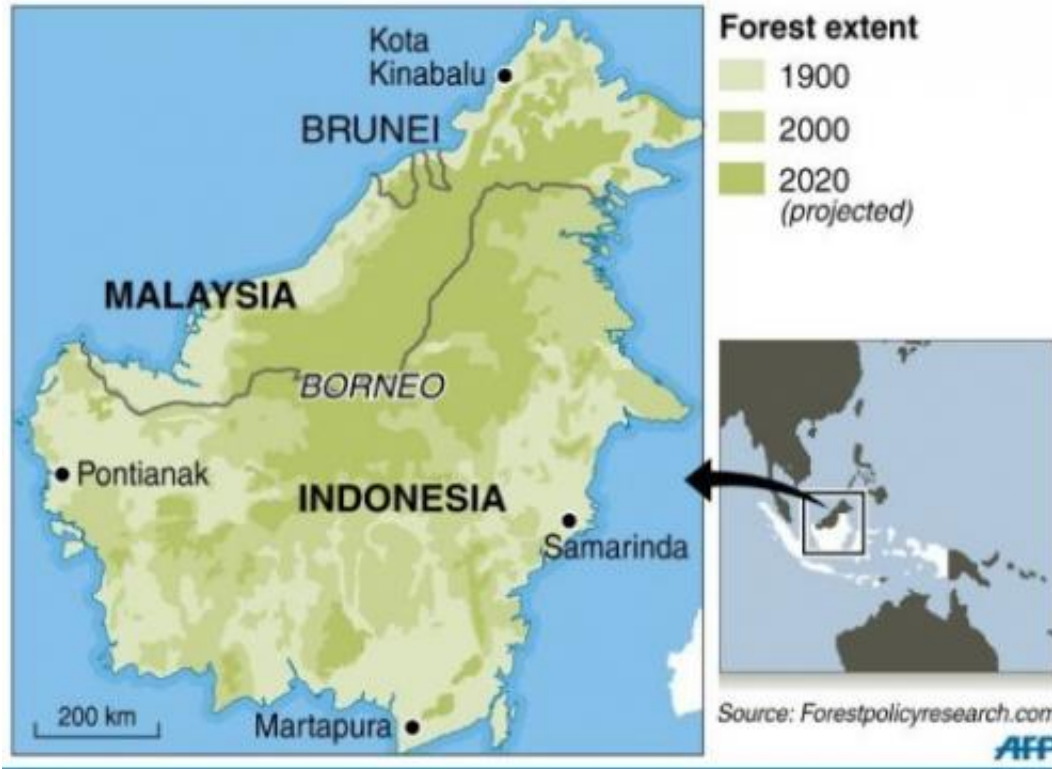 Kota
Kinabalu
BRUNEI
MALAYSIA
BORNEO
Pontianak
INDONESIA
Samarinda
Martapura
200 km
Forest extent
1900
2000
2020
(projected)
Source: Forestpolicyresearch.com
AFP